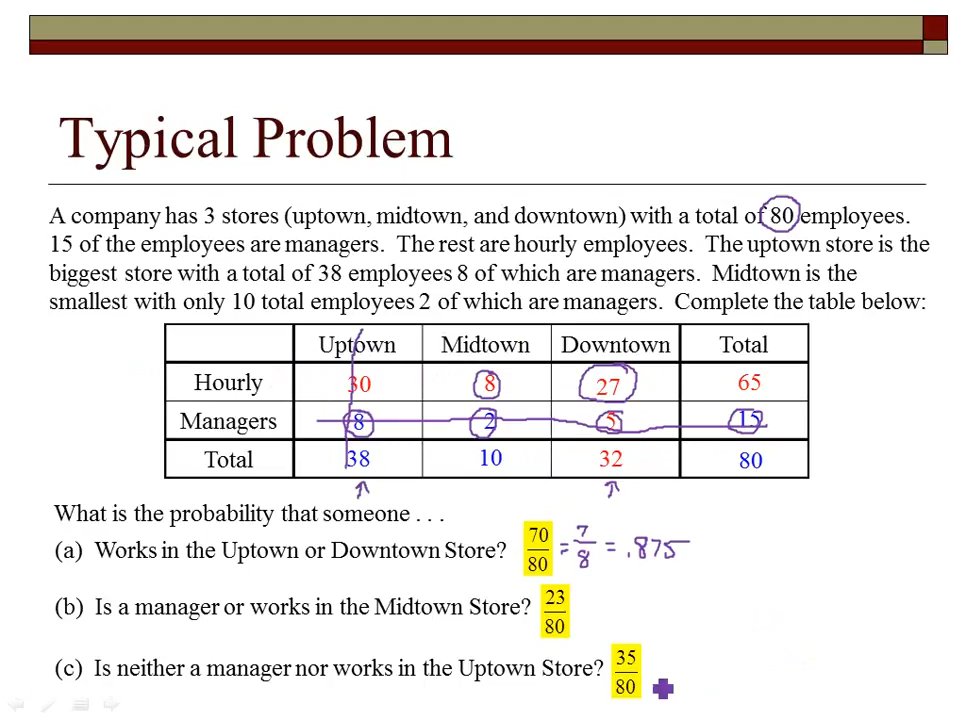 Typical Problem
A company has 3 stores (uptown, midtown, and downtown) with a total of 80 employees.
15 of the employees are managers. The rest are hourly employees. The uptown store is the
biggest store with a total of 38 employees 8 of which are managers. Midtown is the
smallest with only 10 total employees 2 of which are managers. Complete the table below:
Uptown Midtown Downtown Total
Hourly 30 8 27 65
Managers 8 2 5 15
Total 38 10 32 80
What is the probability that someone . . .
(a) Works in the Uptown or Downtown Store? 70/80 = 7/8 = .875
(b) Is a manager or works in the Midtown Store? 23/80
(c) Is neither a manager nor works in the Uptown Store? 35/80